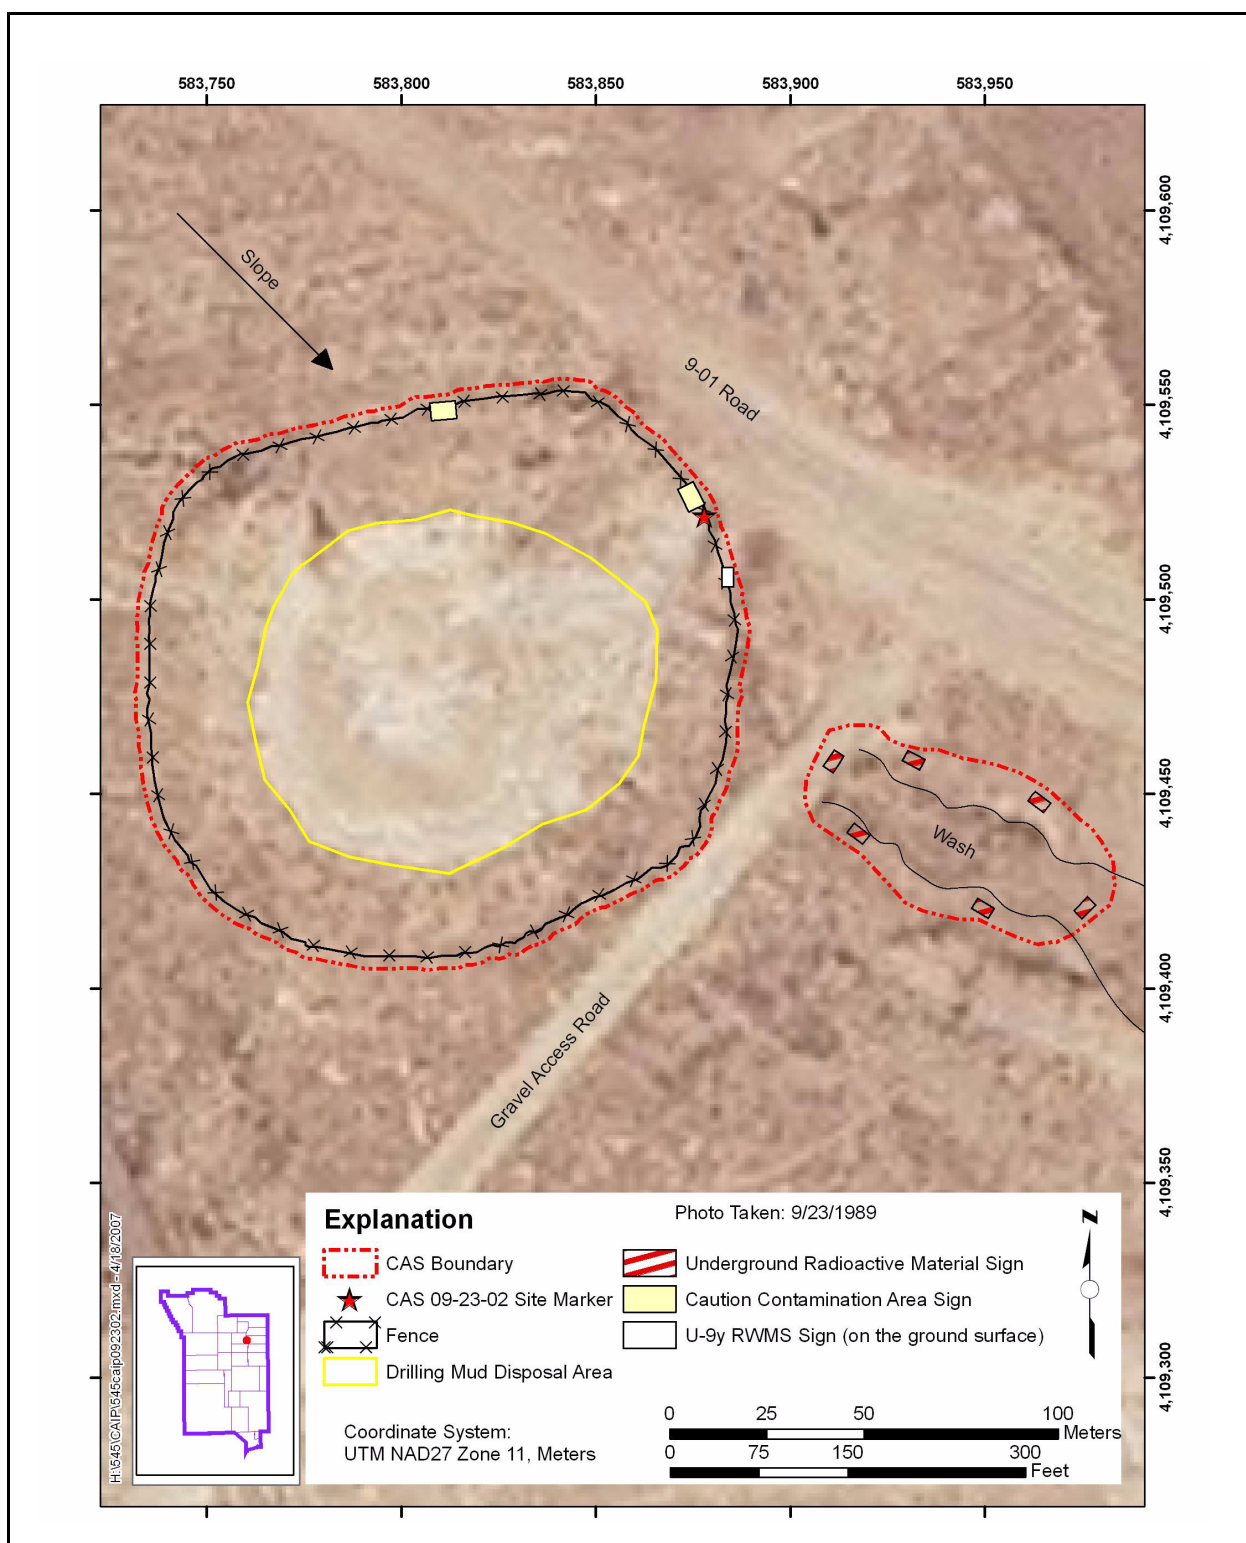 583,750
583,800
583,850
583,900
583,950
4,109,600
Slope
9-01 Road
4,109,550
4,109,500
4,109,450
Wash
4,109,400
Gravel Access Road
4,109,350
4,109,300
H:\545\CAIP\545caip092302.mxd - 4/18/2007
Explanation
Photo Taken: 9/23/1989
N
CAS Boundary
CAS 09-23-02 Site Marker
Fence
Drilling Mud Disposal Area
Underground Radioactive Material Sign
Caution Contamination Area Sign
U-9y RWMS Sign (on the ground surface)
Coordinate System:
UTM NAD27 Zone 11, Meters
0 25 50 100
Meters
0 75 150 300
Feet